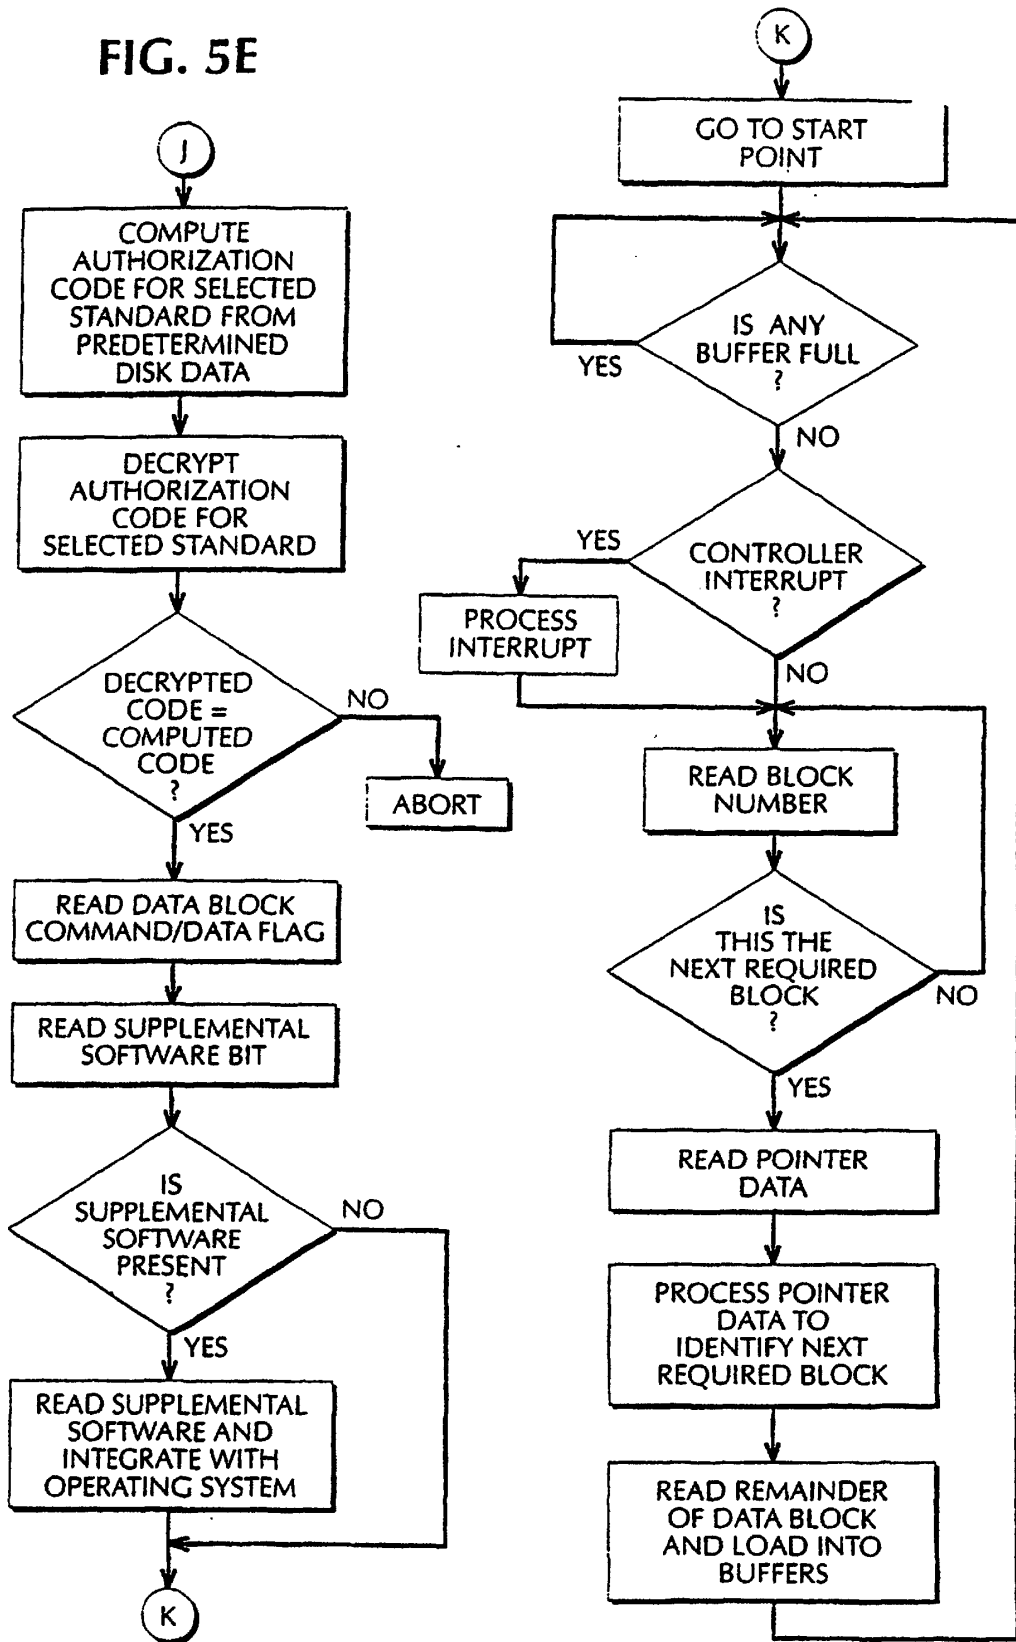 FIG. 5E
J
COMPUTE
AUTHORIZATION
CODE FOR SELECTED
STANDARD FROM
PREDETERMINED
DISK DATA
DECRYPT
AUTHORIZATION
CODE FOR
SELECTED STANDARD
DECRYPTED
CODE =
COMPUTED
CODE
?
NO
ABORT
YES
READ DATA BLOCK
COMMAND/DATA FLAG
READ SUPPLEMENTAL
SOFTWARE BIT
IS
SUPPLEMENTAL
SOFTWARE
PRESENT
?
NO
YES
READ SUPPLEMENTAL
SOFTWARE AND
INTEGRATE WITH
OPERATING SYSTEM
K
K
GO TO START
POINT
IS ANY
BUFFER FULL
?
YES
NO
CONTROLLER
INTERRUPT
?
YES
PROCESS
INTERRUPT
NO
READ BLOCK
NUMBER
IS
THIS THE
NEXT REQUIRED
BLOCK
?
NO
YES
READ POINTER
DATA
PROCESS POINTER
DATA TO
IDENTIFY NEXT
REQUIRED BLOCK
READ REMAINDER
OF DATA BLOCK
AND LOAD INTO
BUFFERS